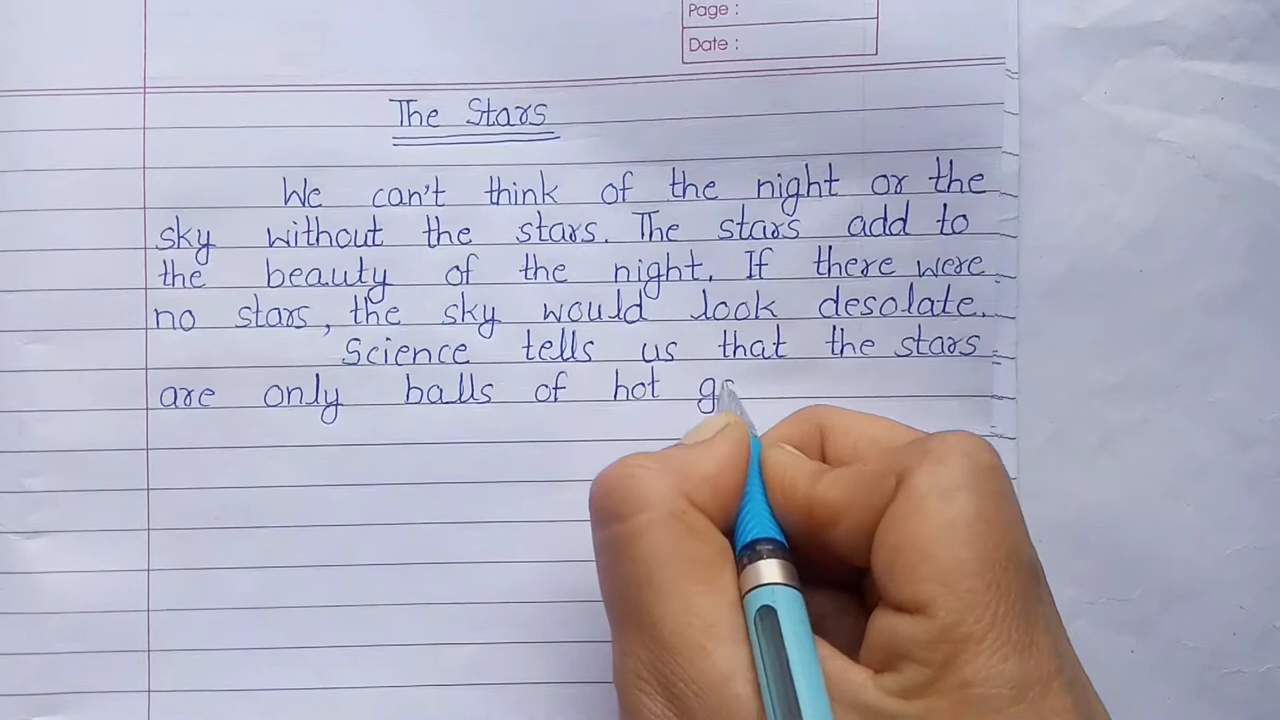 Page :
Date :
The Stars
We can't think of the night or the
sky without the stars. The stars add to
the beauty of the night. If there were
no stars, the sky would look desolate.
Science tells us that the stars
are only balls of hot